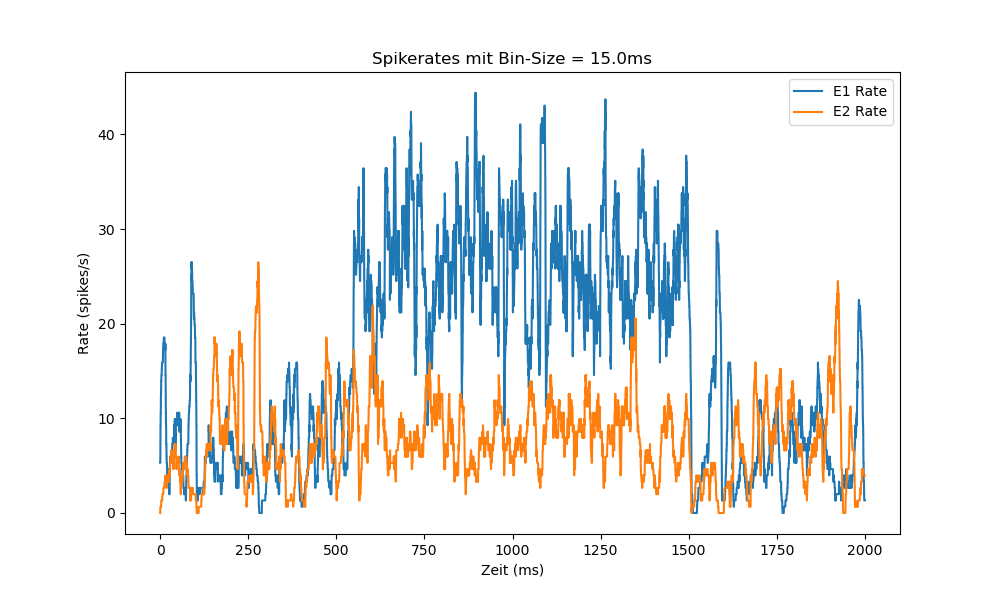 Spikerates mit Bin-Size = 15.0ms
E1 Rate
E2 Rate
40
30
20
10
0
Rate (spikes/s)
0 250 500 750 1000 1250 1500 1750 2000
Zeit (ms)